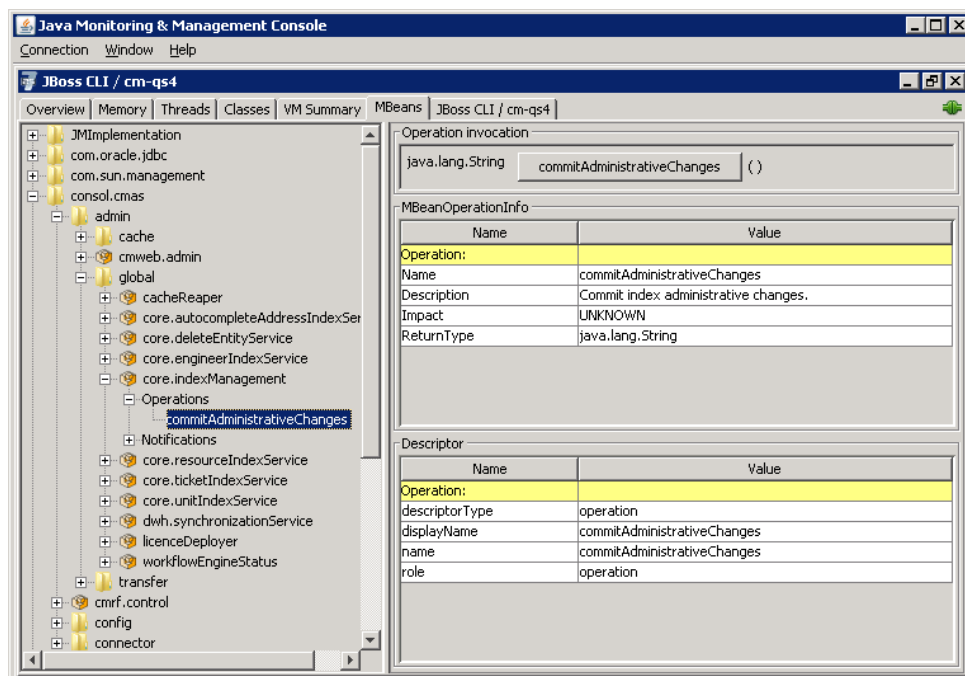 Java Monitoring & Management Console
Connection Window Help
JBoss CLI / cm-qs4
Overview Memory Threads Classes VM Summary MBeans JBoss CLI / cm-qs4
JMImplementation
com.oracle.jdbc
com.sun.management
consol.cmas
admin
cache
cmweb.admin
global
cacheReaper
core.autocompleteAddressIndexSer
core.deleteEntityService
core.engineerIndexService
core.indexManagement
Operations
commitAdministrativeChanges
Notifications
core.resourceIndexService
core.ticketIndexService
core.unitIndexService
dwh.synchronizationService
licenceDeployer
workflowEngineStatus
transfer
cmrf.control
config
connector
Operation invocation
java.lang.String commitAdministrativeChanges ()
MBeanOperationInfo
Name Value
Operation:
Name commitAdministrativeChanges
Description Commit index administrative changes.
Impact UNKNOWN
ReturnType java.lang.String
Descriptor
Name Value
Operation:
descriptorType operation
displayName commitAdministrativeChanges
name commitAdministrativeChanges
role operation